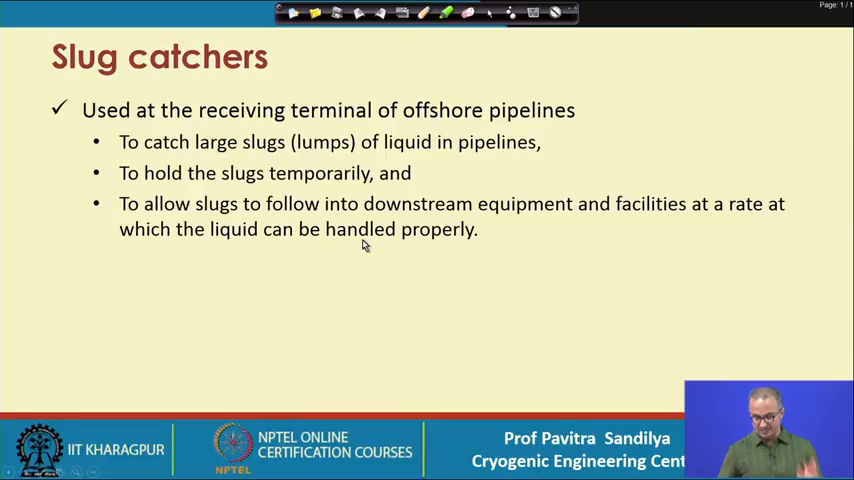 Page: 1 / 1
Slug catchers
✓ Used at the receiving terminal of offshore pipelines
• To catch large slugs (lumps) of liquid in pipelines,
• To hold the slugs temporarily, and
• To allow slugs to follow into downstream equipment and facilities at a rate at
which the liquid can be handled properly.
IIT KHARAGPUR
NPTEL
NPTEL ONLINE
CERTIFICATION COURSES
Prof Pavitra Sandilya
Cryogenic Engineering Cent